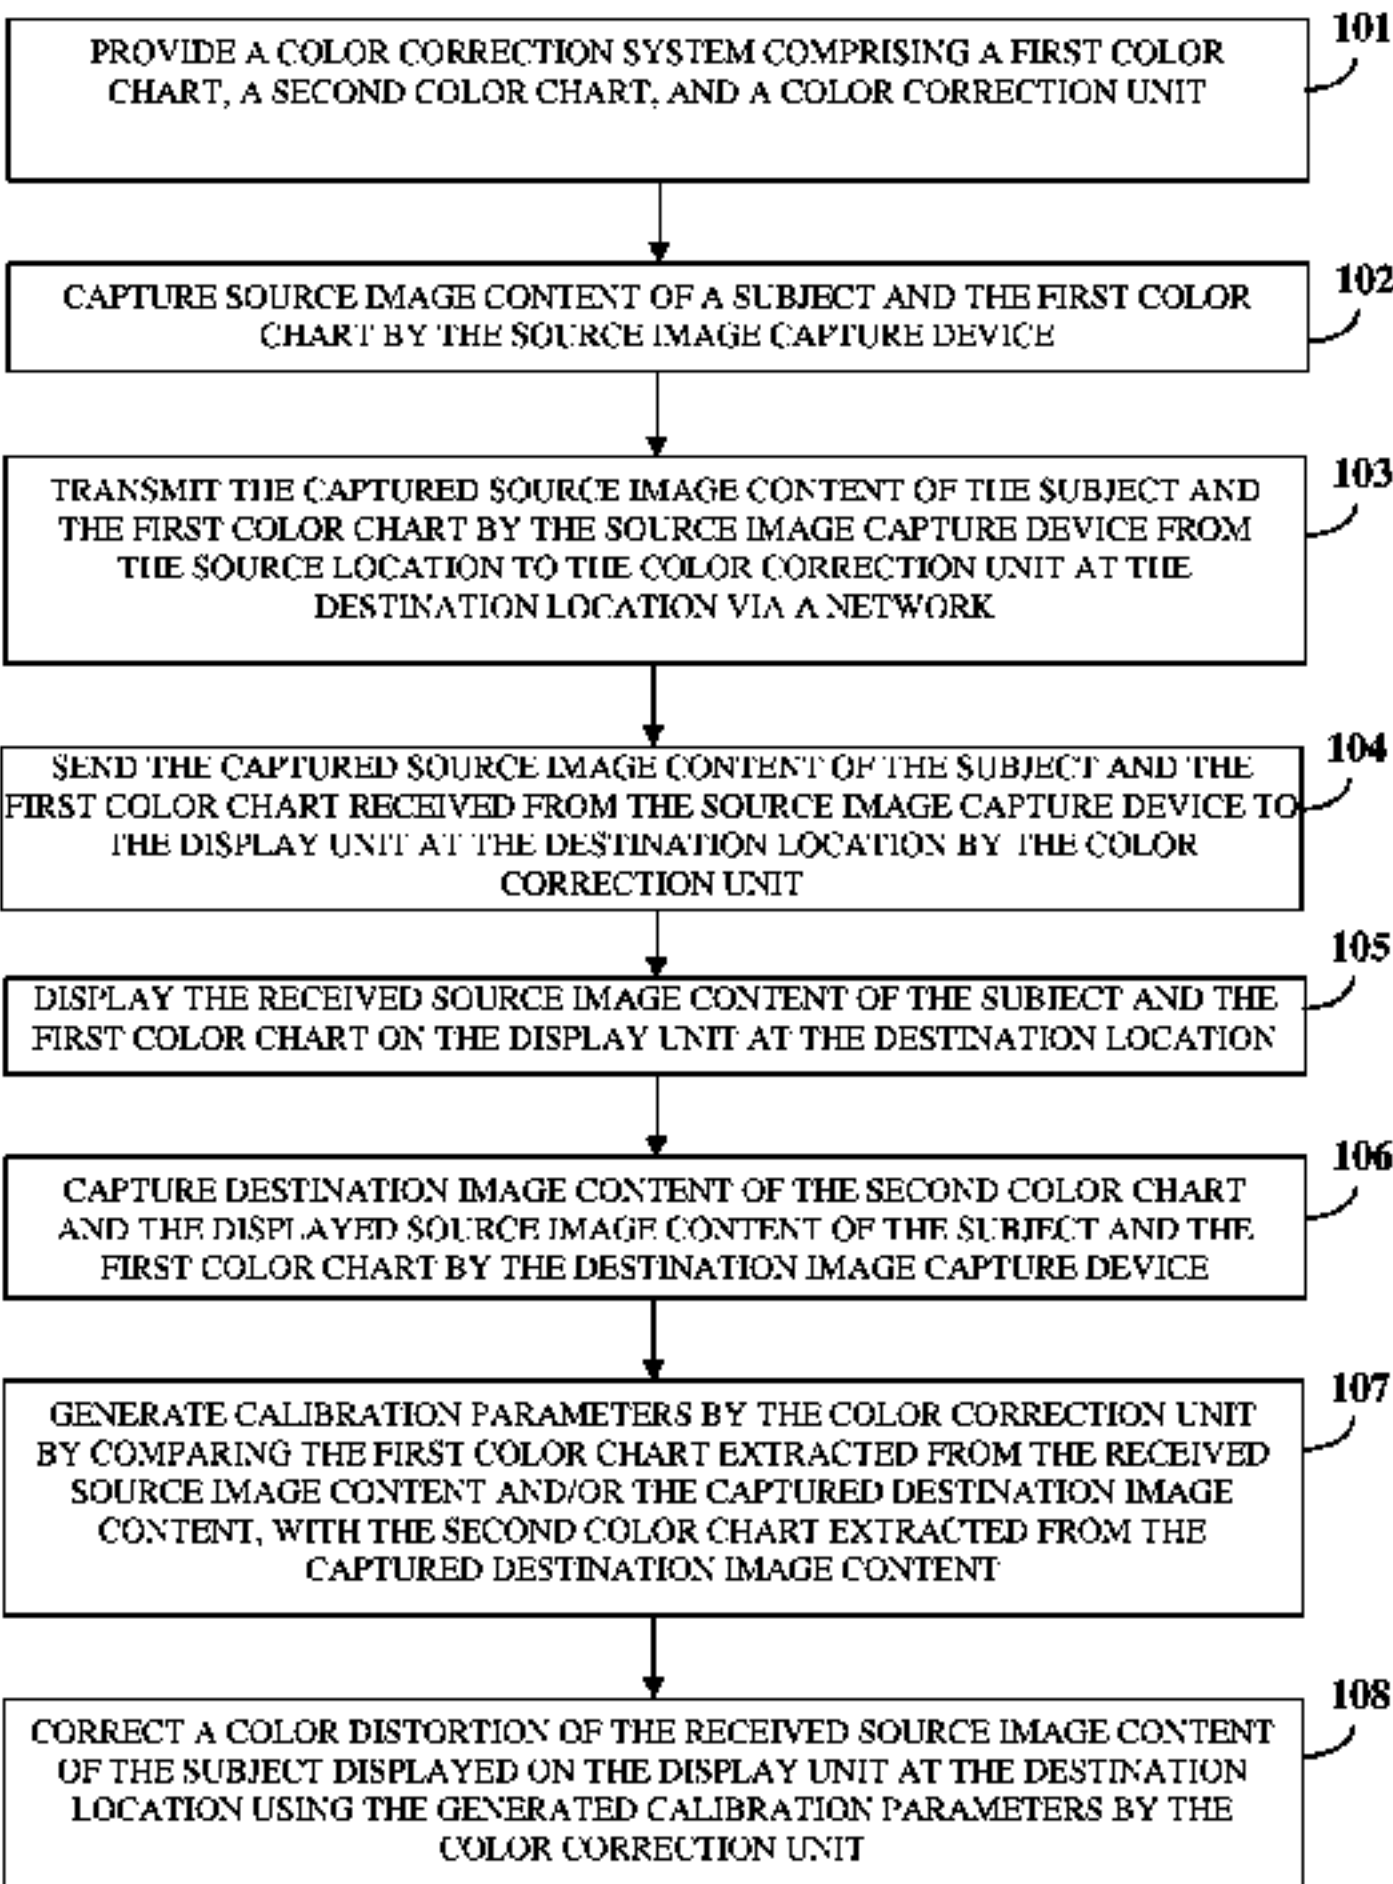 101
PROVIDE A COLOR CORRECTION SYSTEM COMPRISING A FIRST COLOR
CHART, A SECOND COLOR CHART, AND A COLOR CORRECTION UNIT
102
CAPTURE SOURCE IMAGE CONTENT OF A SUBJECT AND THE FIRST COLOR
CHART BY THE SOURCE IMAGE CAPTURE DEVICE
103
TRANSMIT THE CAPTURED SOURCE IMAGE CONTENT OF THE SUBJECT AND
THE FIRST COLOR CHART BY THE SOURCE IMAGE CAPTURE DEVICE FROM
THE SOURCE LOCATION TO THE COLOR CORRECTION UNIT AT THE
DESTINATION LOCATION VIA A NETWORK
104
SEND THE CAPTURED SOURCE IMAGE CONTENT OF THE SUBJECT AND THE
FIRST COLOR CHART RECEIVED FROM THE SOURCE IMAGE CAPTURE DEVICE TO
THE DISPLAY UNIT AT THE DESTINATION LOCATION BY THE COLOR
CORRECTION UNIT
105
DISPLAY THE RECEIVED SOURCE IMAGE CONTENT OF THE SUBJECT AND THE
FIRST COLOR CHART ON THE DISPLAY UNIT AT THE DESTINATION LOCATION
106
CAPTURE DESTINATION IMAGE CONTENT OF THE SECOND COLOR CHART
AND THE DISPLAYED SOURCE IMAGE CONTENT OF THE SUBJECT AND THE
FIRST COLOR CHART BY THE DESTINATION IMAGE CAPTURE DEVICE
107
GENERATE CALIBRATION PARAMETERS BY THE COLOR CORRECTION UNIT
BY COMPARING THE FIRST COLOR CHART EXTRACTED FROM THE RECEIVED
SOURCE IMAGE CONTENT AND/OR THE CAPTURED DESTINATION IMAGE
CONTENT, WITH THE SECOND COLOR CHART EXTRACTED FROM THE
CAPTURED DESTINATION IMAGE CONTENT
108
CORRECT A COLOR DISTORTION OF THE RECEIVED SOURCE IMAGE CONTENT
OF THE SUBJECT DISPLAYED ON THE DISPLAY UNIT AT THE DESTINATION
LOCATION USING THE GENERATED CALIBRATION PARAMETERS BY THE
COLOR CORRECTION UNIT